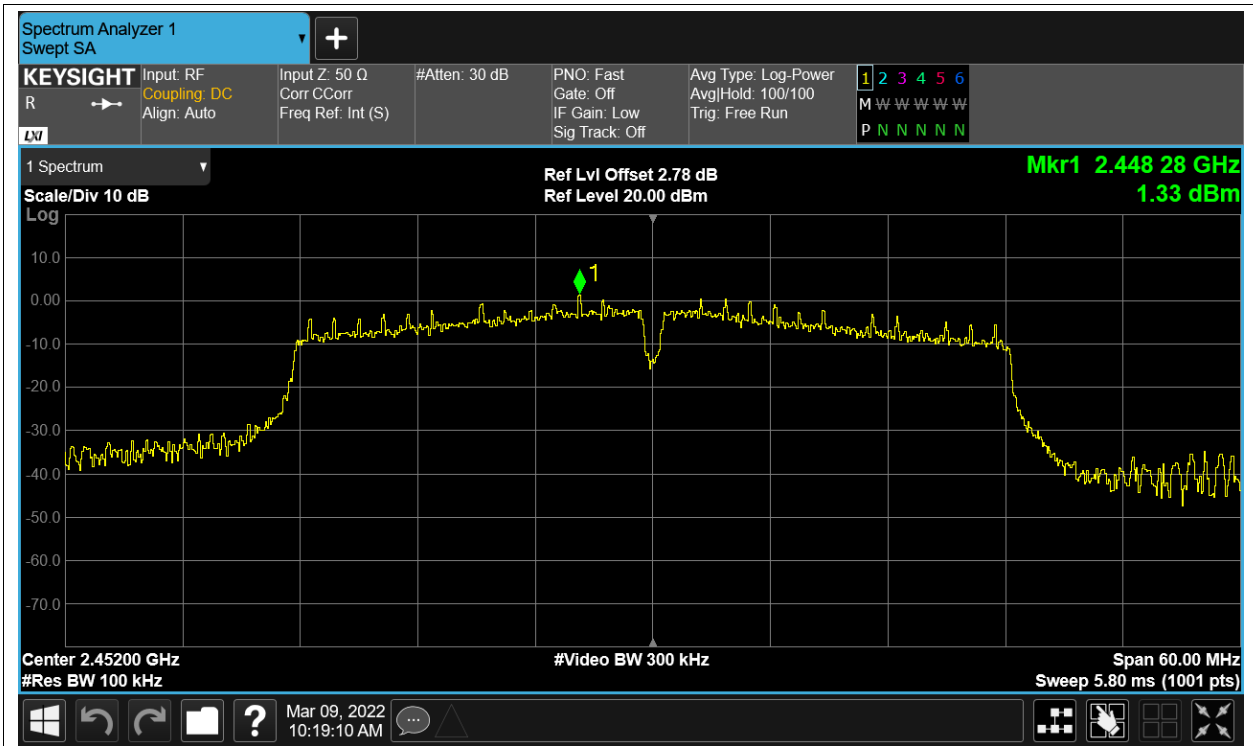 Spectrum Analyzer 1
Swept SA
KEYSIGHT
R
LXI
Input: RF
Coupling: DC
Align: Auto
Input Z: 50 Ω
Corr CCorr
Freq Ref: Int (S)
#Atten: 30 dB
PNO: Fast
Gate: Off
IF Gain: Low
Sig Track: Off
Avg Type: Log-Power
Avg|Hold: 100/100
Trig: Free Run
1 2 3 4 5 6
M W W W W W
P N N N N N
1 Spectrum
Scale/Div 10 dB
Log
Ref Lvl Offset 2.78 dB
Ref Level 20.00 dBm
Mkr1 2.448 28 GHz
1.33 dBm
1
10.0
0.00
-10.0
-20.0
-30.0
-40.0
-50.0
-60.0
-70.0
Center 2.45200 GHz
#Res BW 100 kHz
#Video BW 300 kHz
Span 60.00 MHz
Sweep 5.80 ms (1001 pts)
?
Mar 09, 2022
10:19:10 AM